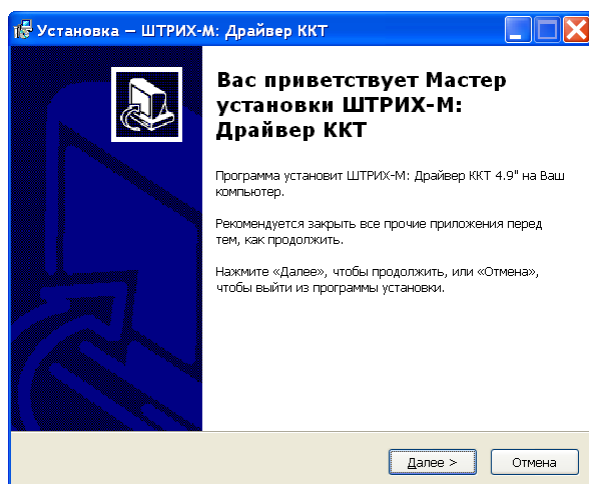 Установка — ШТРИХ-М: Драйвер ККТ
Вас приветствует Мастер
установки ШТРИХ-М:
Драйвер ККТ
Программа установит ШТРИХ-М: Драйвер ККТ 4.9" на Ваш
компьютер.
Рекомендуется закрыть все прочие приложения перед
тем, как продолжить.
Нажмите «Далее», чтобы продолжить, или «Отмена»,
чтобы выйти из программы установки.
Далее >
Отмена